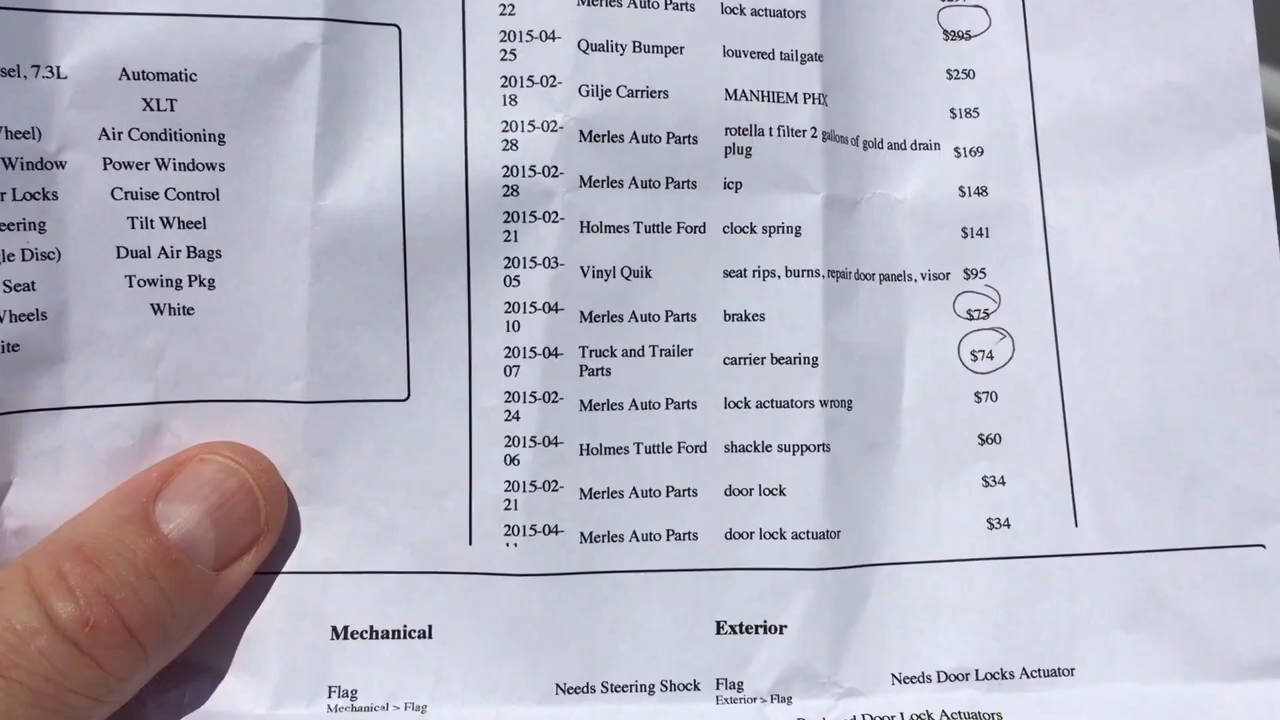 sel, 7.3L Automatic
XLT
heel) Air Conditioning
Window Power Windows
r Locks Cruise Control
eering Tilt Wheel
le Disc) Dual Air Bags
Seat Towing Pkg
Wheels White
ite
22 Merles Auto Parts lock actuators
2015-04-
25 Quality Bumper louvered tailgate $295
2015-02-
18 Gilje Carriers MANHIEM PHX $250
2015-02-
28 Merles Auto Parts rotella t filter 2 gallons of gold and drain
plug $185
2015-02-
28 Merles Auto Parts icp $169
$148
2015-02-
21 Holmes Tuttle Ford clock spring $141
2015-03-
05 Vinyl Quik seat rips, burns, repair door panels, visor $95
2015-04-
10 Merles Auto Parts brakes $75
2015-04-
07 Truck and Trailer
Parts carrier bearing $74
2015-02-
24 Merles Auto Parts lock actuators wrong $70
2015-04-
06 Holmes Tuttle Ford shackle supports $60
2015-02-
21 Merles Auto Parts door lock $34
2015-04-
Merles Auto Parts door lock actuator $34
Mechanical
Flag Needs Steering Shock
Mechanical > Flag
Exterior
Flag Needs Door Locks Actuator
Exterior > Flag
Door Lock Actuators